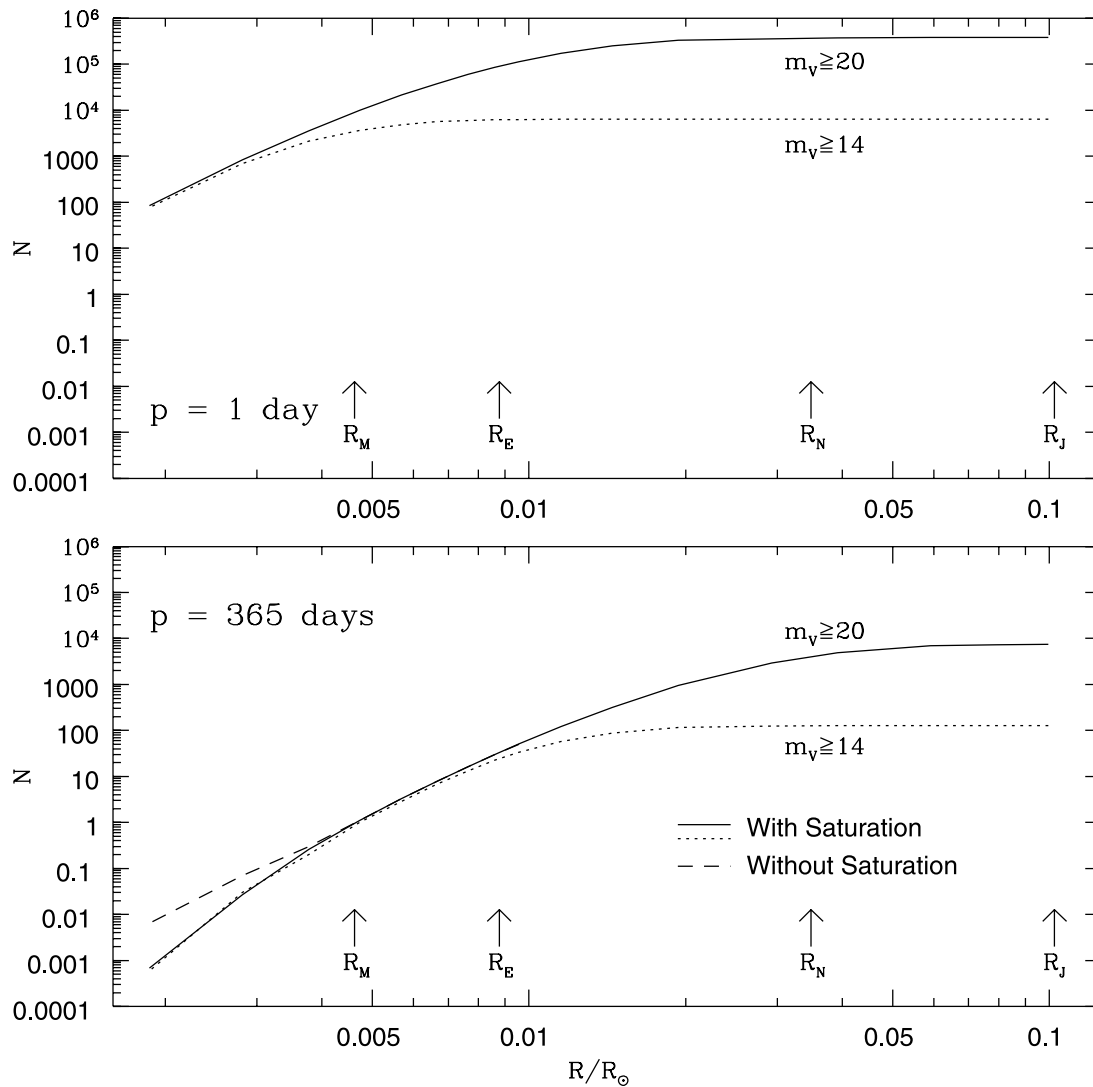 10⁶
10⁵
10⁴
1000
100
10
1
0.1
0.01
0.001
0.0001
N
m_V≧20
m_V≧14
p = 1 day
R_M
R_E
R_N
R_J
0.005
0.01
0.05
0.1
10⁶
10⁵
10⁴
1000
100
10
1
0.1
0.01
0.001
0.0001
N
p = 365 days
m_V≧20
m_V≧14
With Saturation
Without Saturation
R_M
R_E
R_N
R_J
0.005
0.01
0.05
0.1
R/R_⊙